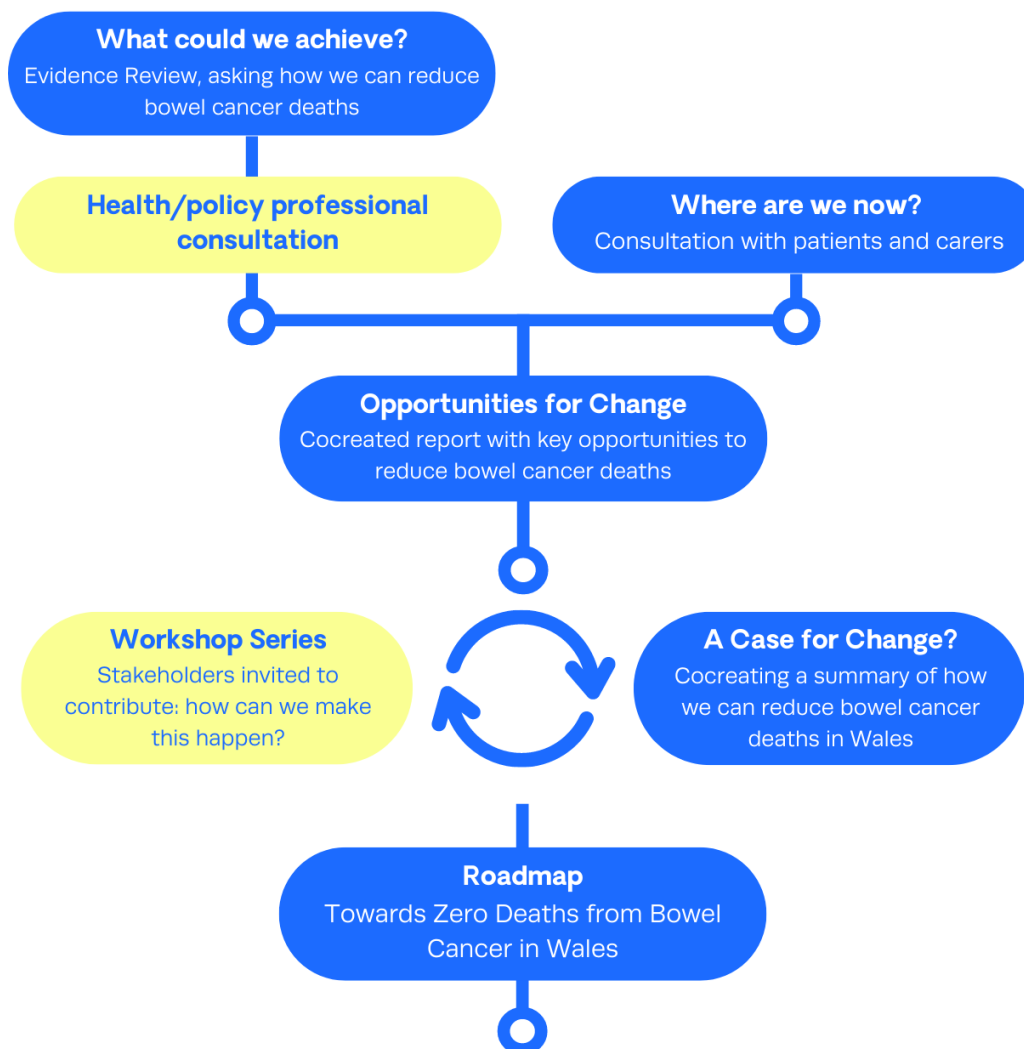 What could we achieve?
Evidence Review, asking how we can reduce
bowel cancer deaths
Health/policy professional
consultation
Where are we now?
Consultation with patients and carers
Opportunities for Change
Cocreated report with key opportunities to
reduce bowel cancer deaths
Workshop Series
Stakeholders invited to
contribute: how can we make
this happen?
A Case for Change?
Cocreating a summary of how
we can reduce bowel cancer
deaths in Wales
Roadmap
Towards Zero Deaths from Bowel
Cancer in Wales